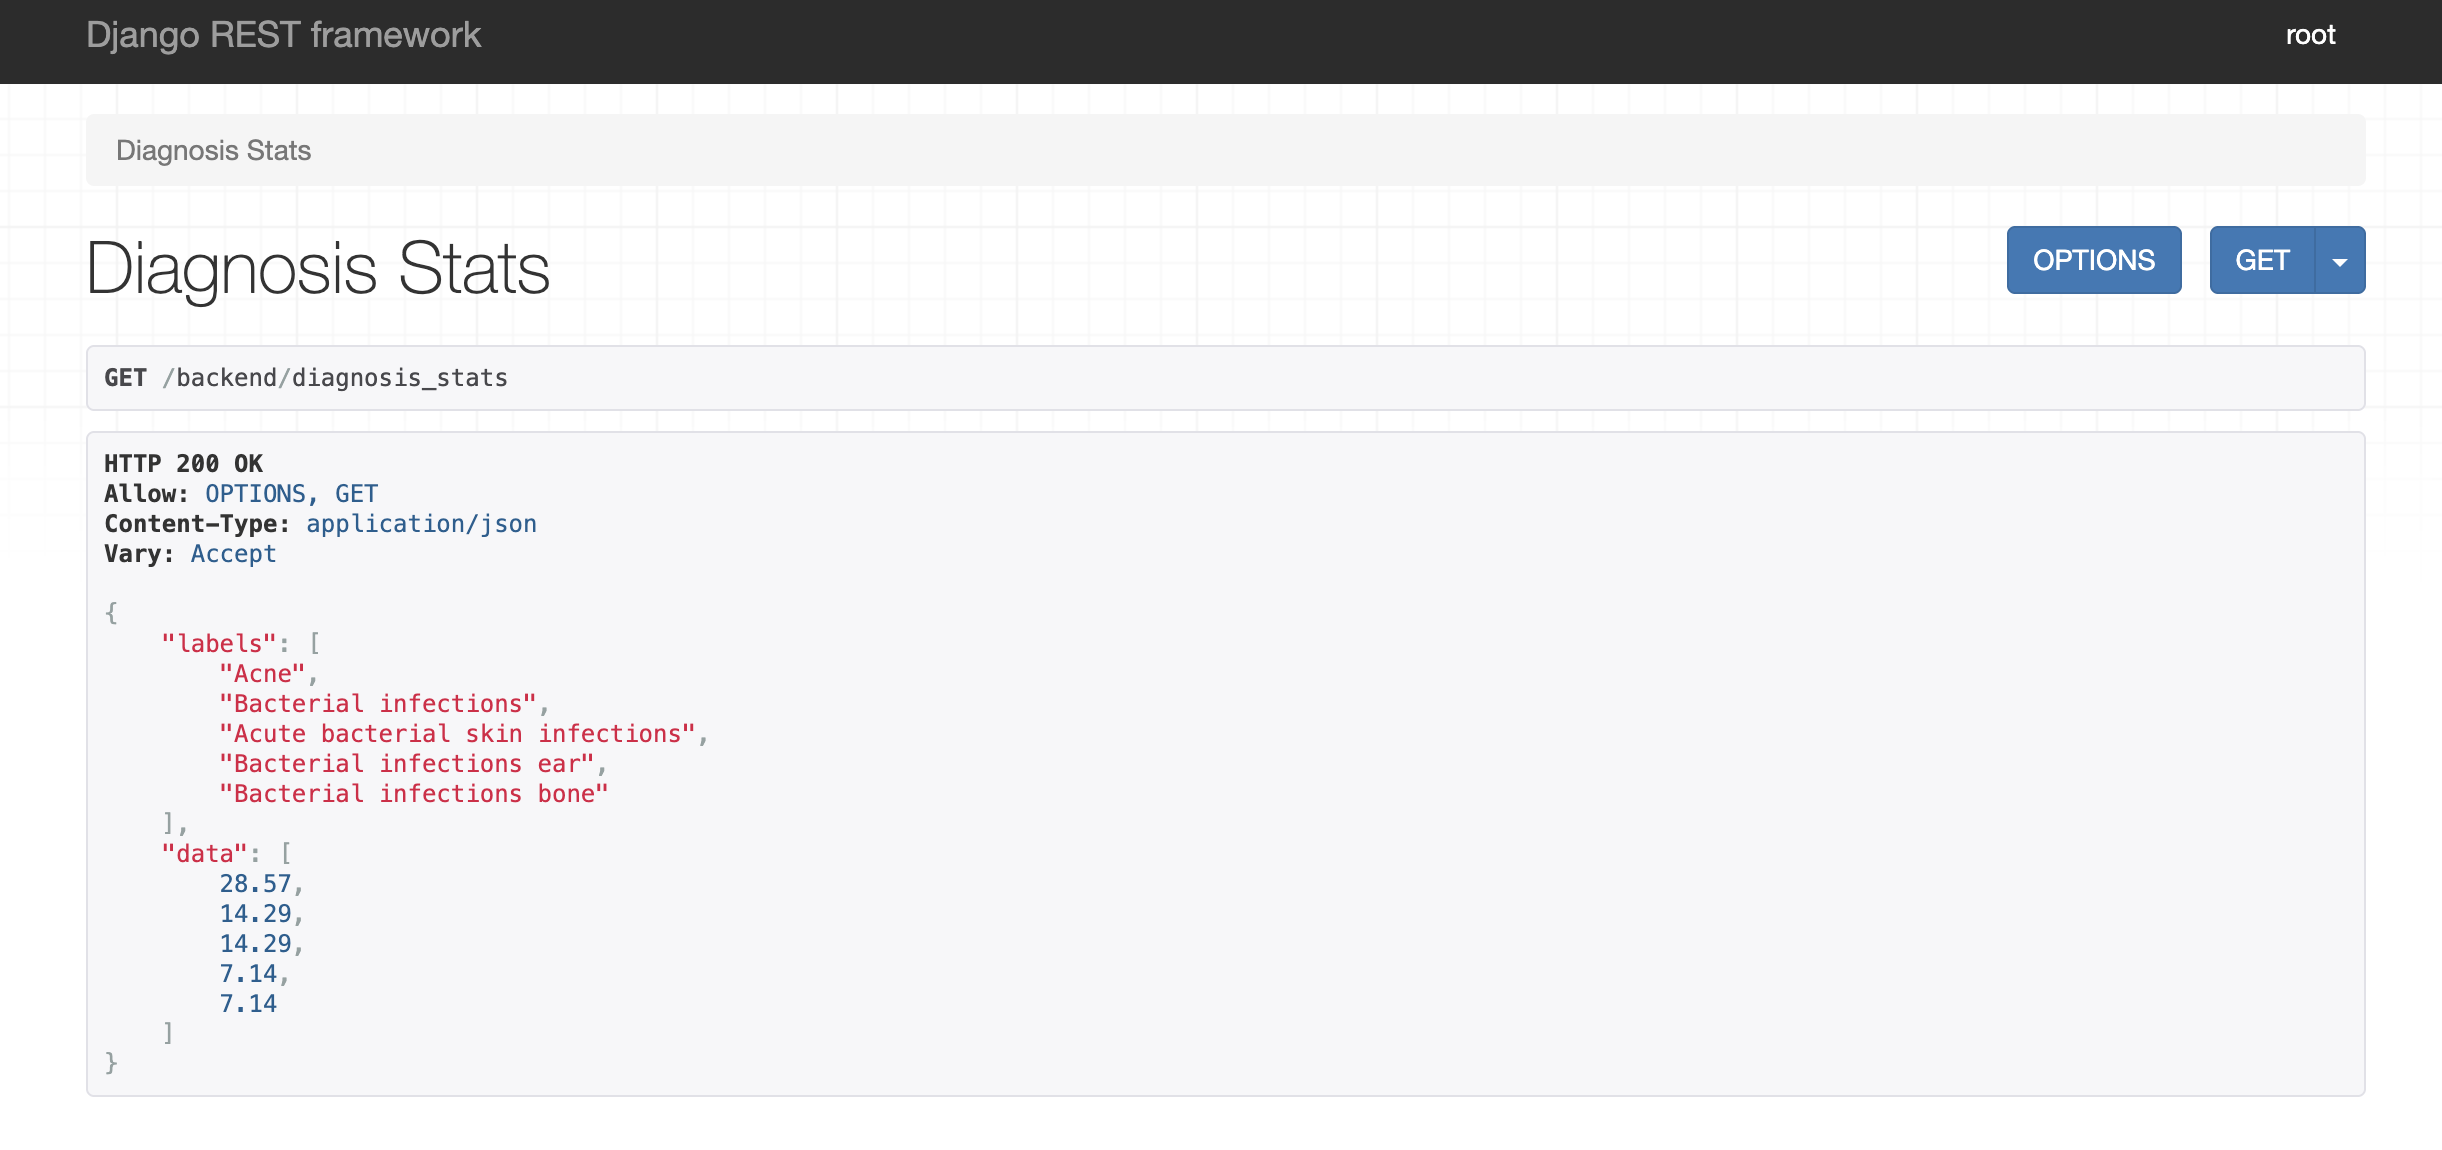 Django REST framework
root
Diagnosis Stats
Diagnosis Stats
OPTIONS
GET
GET /backend/diagnosis_stats
HTTP 200 OK
Allow: OPTIONS, GET
Content-Type: application/json
Vary: Accept
{
    "labels": [
        "Acne",
        "Bacterial infections",
        "Acute bacterial skin infections",
        "Bacterial infections ear",
        "Bacterial infections bone"
    ],
    "data": [
        28.57,
        14.29,
        14.29,
        7.14,
        7.14
    ]
}